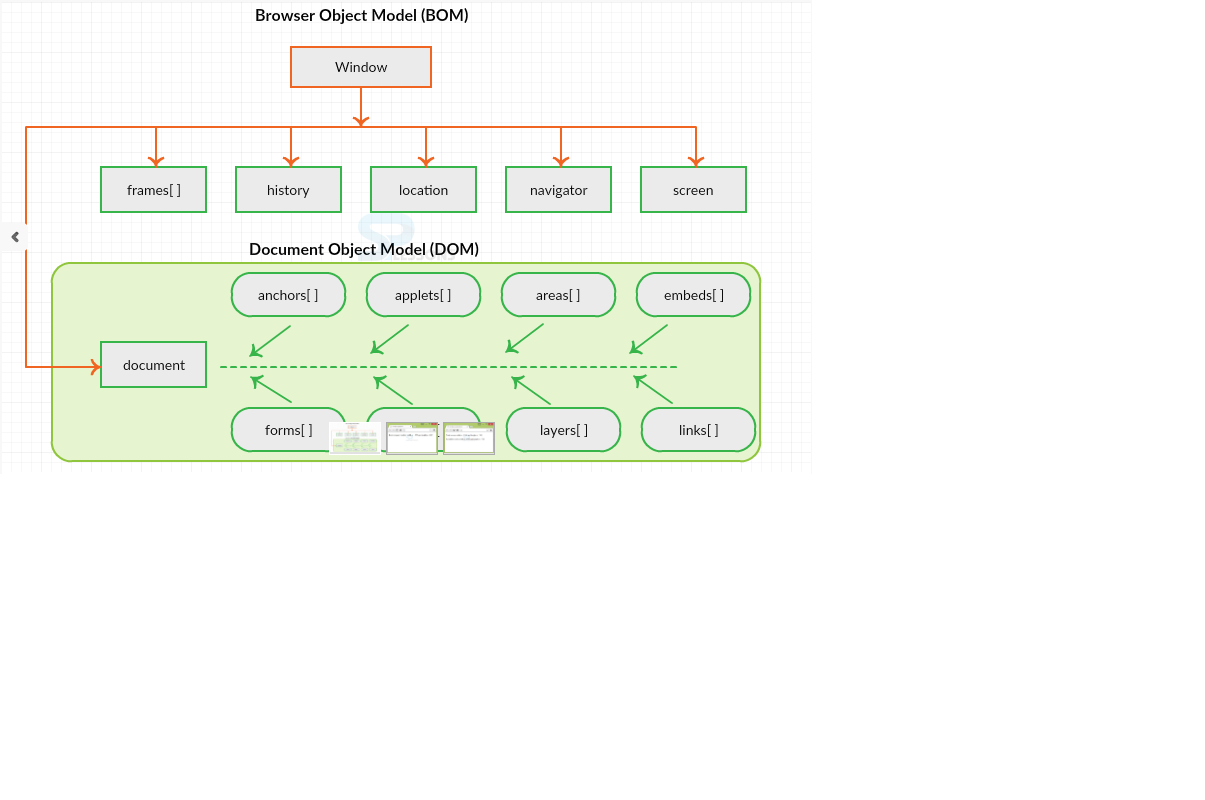 Browser Object Model (BOM)
Window
frames[ ]
history
location
navigator
screen
Document Object Model (DOM)
anchors[ ]
applets[ ]
areas[ ]
embeds[ ]
document
forms[ ]
layers[ ]
links[ ]